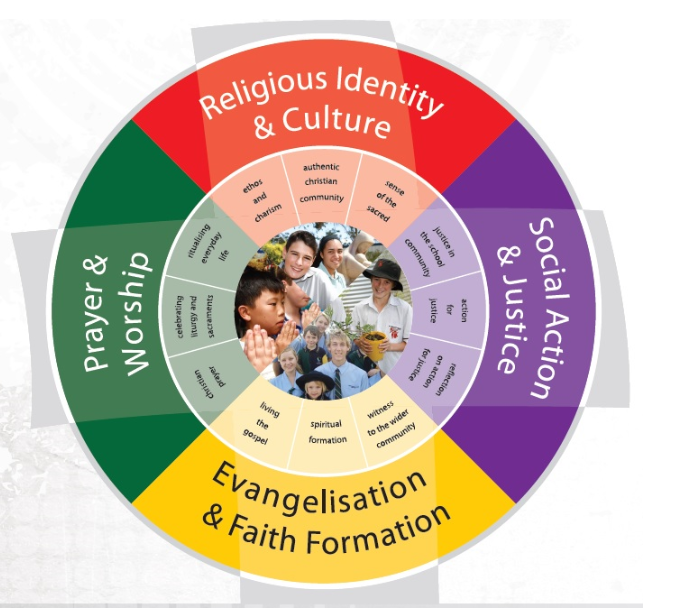 Religious Identity
& Culture
ethos
and
charism
authentic
christian
community
sense
of the
sacred
Social Action
& Justice
justice in
the school
community
action
for
justice
reflection
on action
for justice
Evangelisation
& Faith Formation
witness
to the wider
community
spiritual
formation
living
the
gospel
Prayer &
Worship
christian
prayer
celebrating
liturgy and
sacraments
ritualising
everyday
life